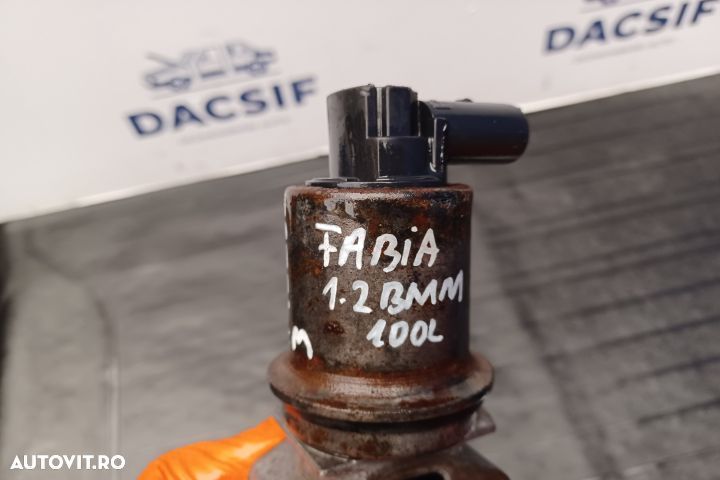 DACSIF
DACSIF
FABiA
1.2 BMM
100L
M
AUTOVIT.RO